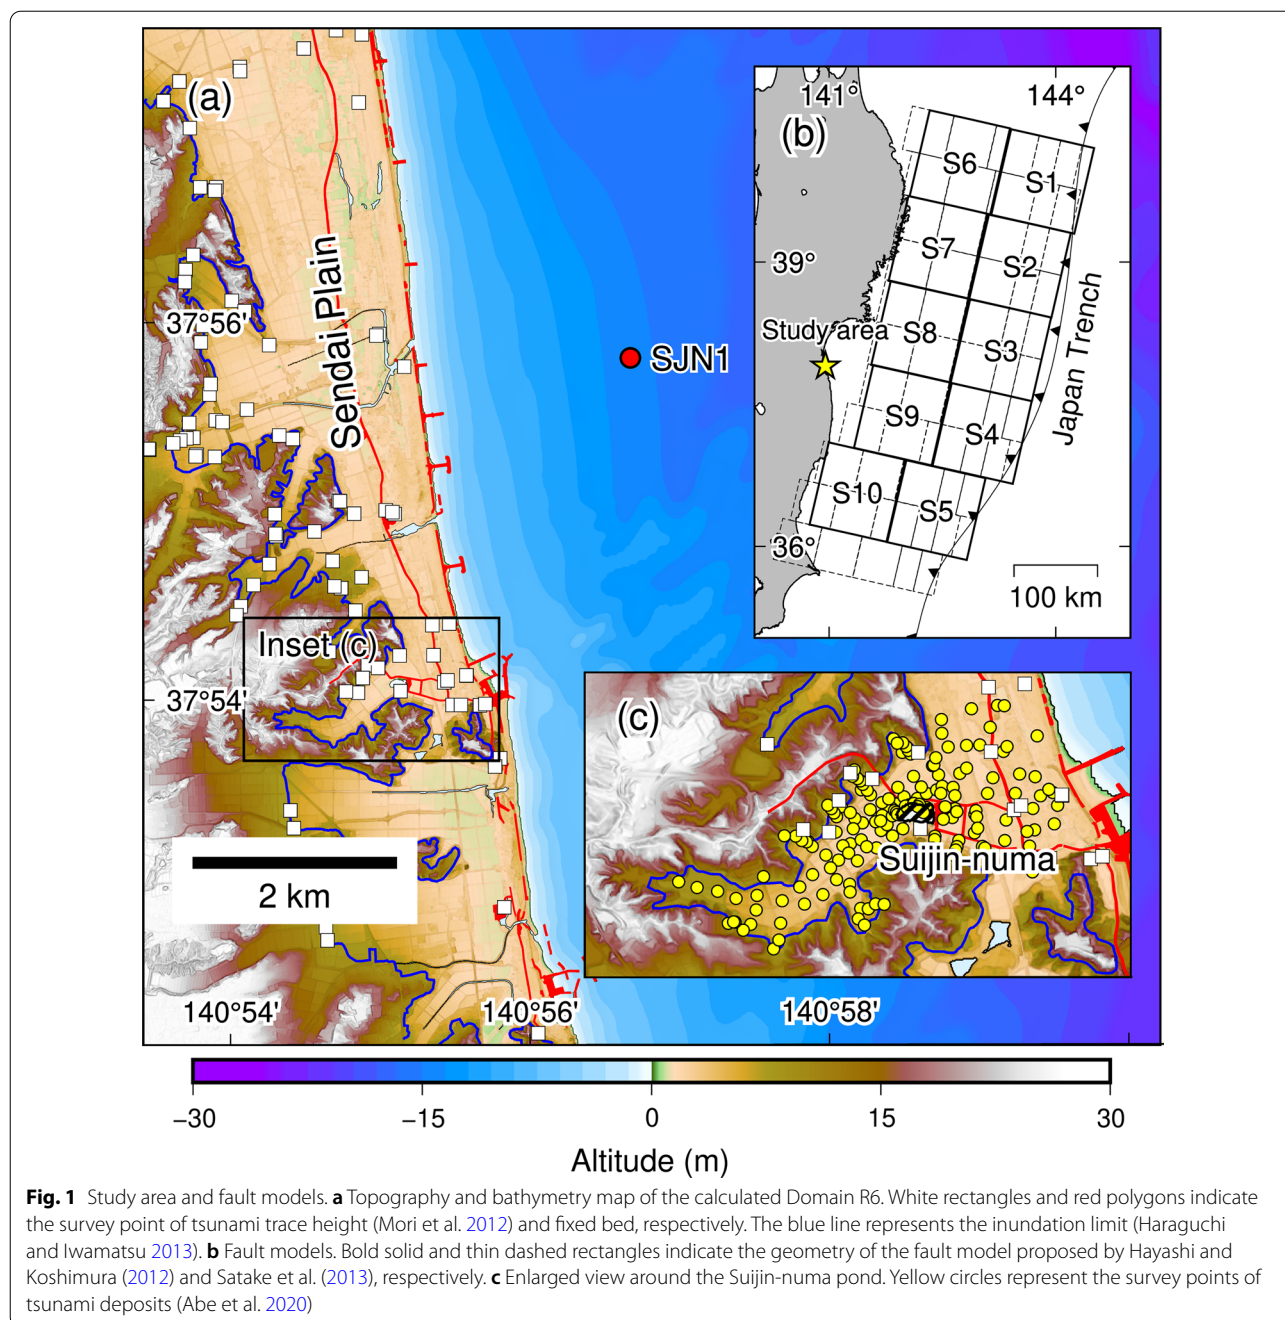 (a)
Sendai Plain
37°56'
37°54'
SJN1
Inset (c)
2 km
140°54'
140°56'
140°58'
(b)
141°
144°
39°
36°
S6
S1
S7
S2
S8
S3
S9
S4
S10
S5
Study area
Japan Trench
100 km
(c)
Suijin-numa
−30
−15
0
15
30
Altitude (m)
Fig. 1 Study area and fault models. a Topography and bathymetry map of the calculated Domain R6. White rectangles and red polygons indicate
the survey point of tsunami trace height (Mori et al. 2012) and fixed bed, respectively. The blue line represents the inundation limit (Haraguchi
and Iwamatsu 2013). b Fault models. Bold solid and thin dashed rectangles indicate the geometry of the fault model proposed by Hayashi and
Koshimura (2012) and Satake et al. (2013), respectively. c Enlarged view around the Suijin-numa pond. Yellow circles represent the survey points of
tsunami deposits (Abe et al. 2020)